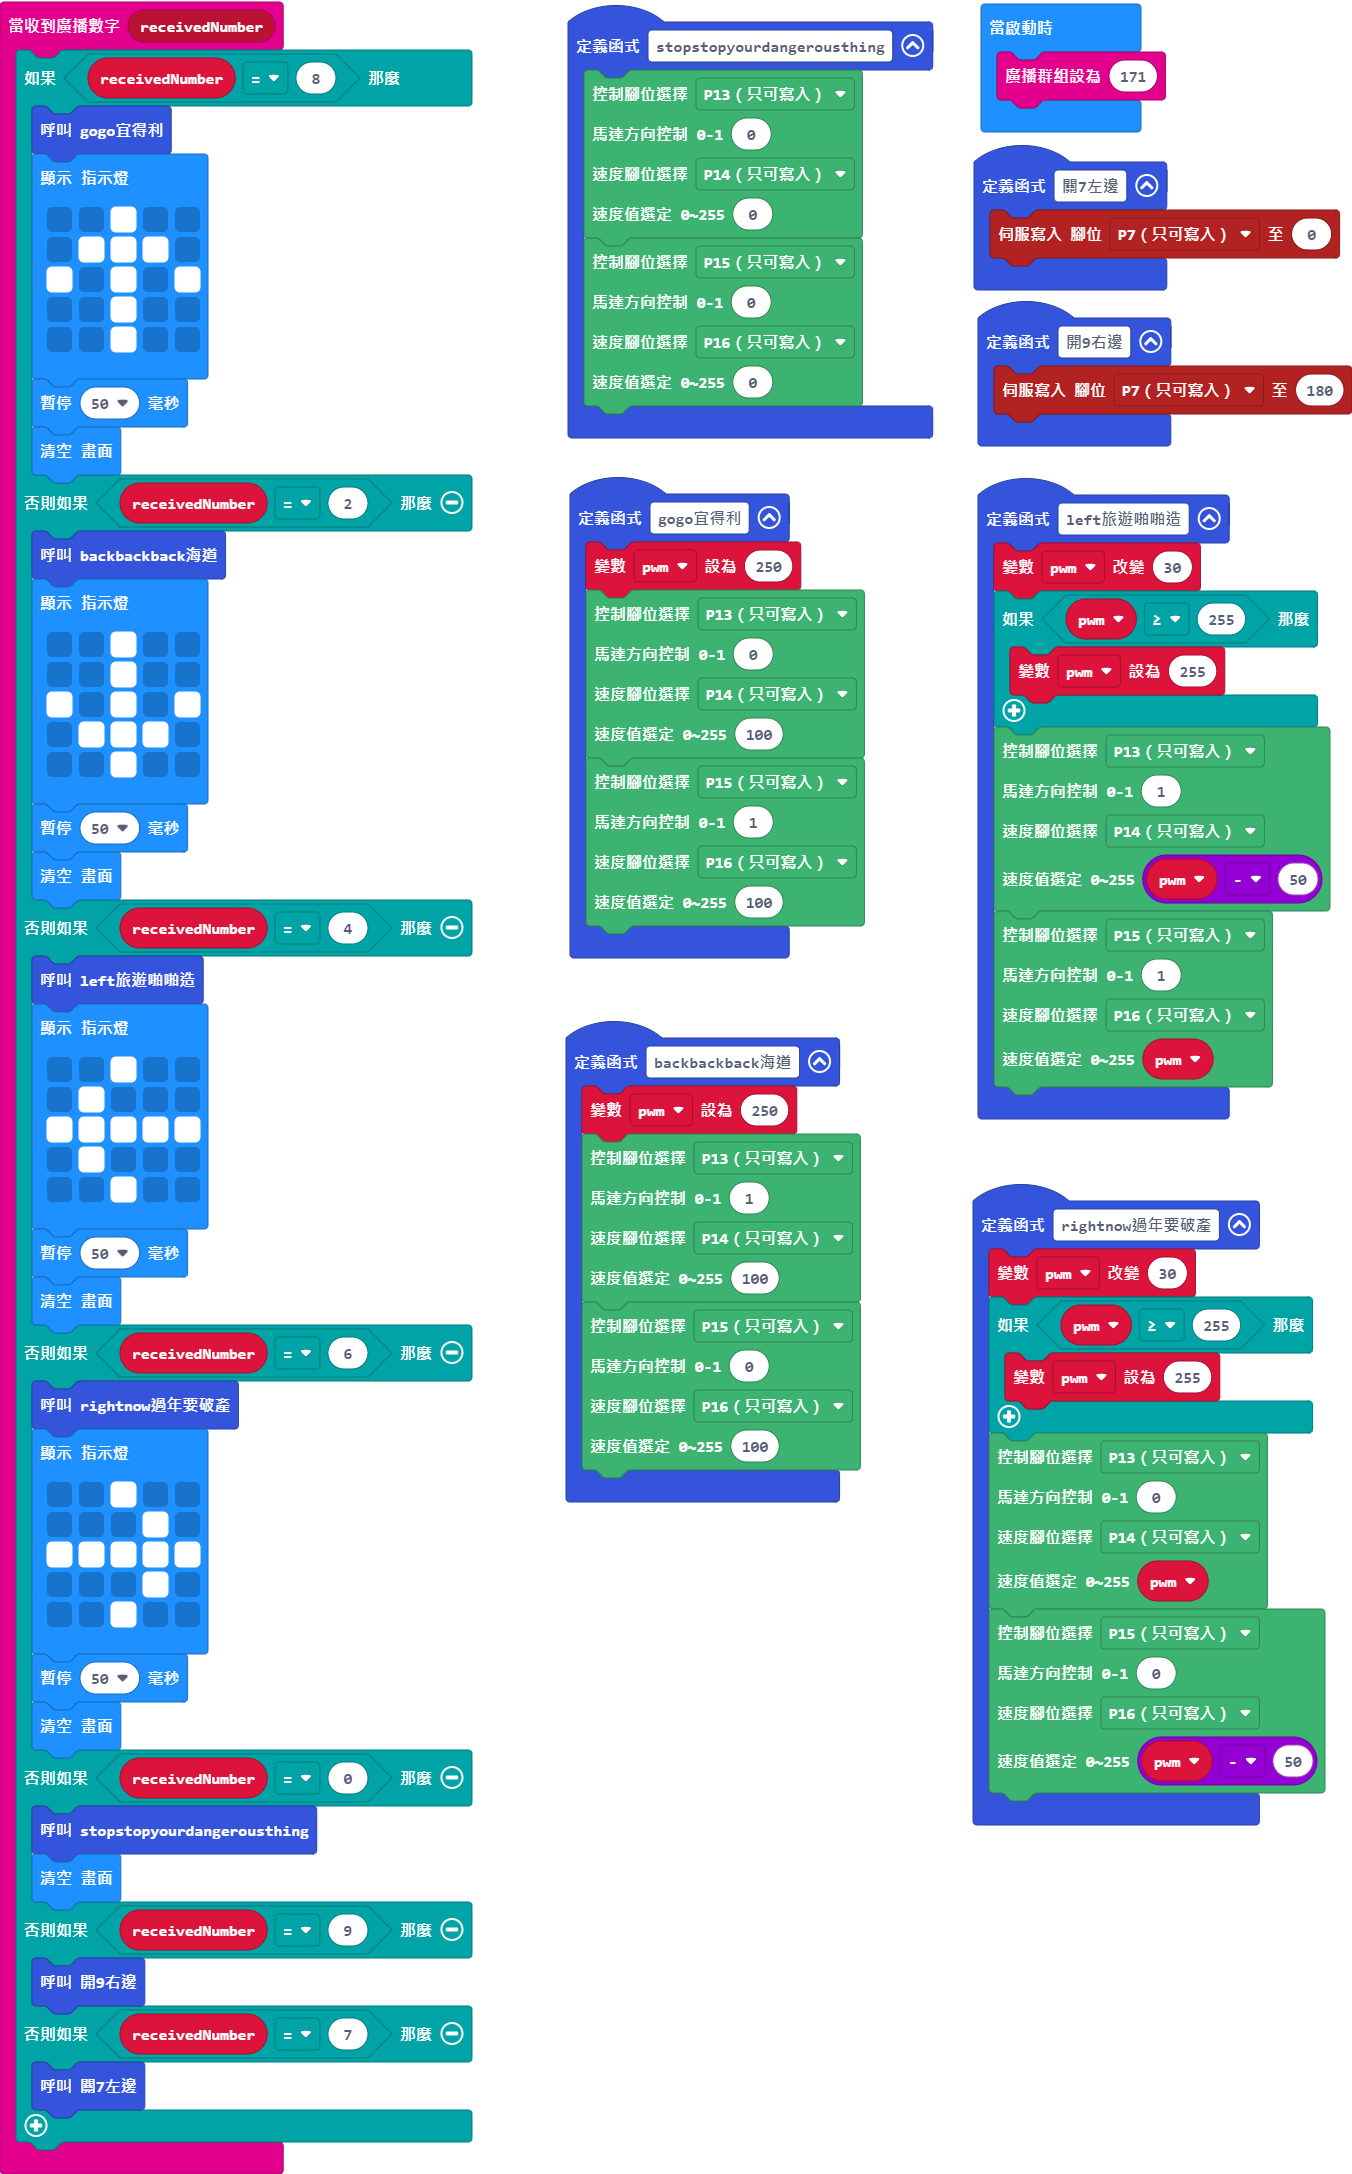 當收到廣播數字 receivedNumber
如果 receivedNumber = 8 那麼
呼叫 gogo宜得利
顯示 指示燈
暫停 50 毫秒
清空 畫面
否則如果 receivedNumber = 2 那麼
呼叫 backbackback海道
顯示 指示燈
暫停 50 毫秒
清空 畫面
否則如果 receivedNumber = 4 那麼
呼叫 left旅遊啪啪造
顯示 指示燈
暫停 50 毫秒
清空 畫面
否則如果 receivedNumber = 6 那麼
呼叫 rightnow過年要破產
顯示 指示燈
暫停 50 毫秒
清空 畫面
否則如果 receivedNumber = 0 那麼
呼叫 stopstopyourdangerousthing
清空 畫面
否則如果 receivedNumber = 9 那麼
呼叫 開9右邊
否則如果 receivedNumber = 7 那麼
呼叫 關7左邊
定義函式 stopstopyourdangerousthing
控制腳位選擇 P13（只可寫入）
馬達方向控制 0-1 0
速度腳位選擇 P14（只可寫入）
速度值選定 0~255 0
控制腳位選擇 P15（只可寫入）
馬達方向控制 0-1 0
速度腳位選擇 P16（只可寫入）
速度值選定 0~255 0
定義函式 gogo宜得利
變數 pwm 設為 250
控制腳位選擇 P13（只可寫入）
馬達方向控制 0-1 0
速度腳位選擇 P14（只可寫入）
速度值選定 0~255 100
控制腳位選擇 P15（只可寫入）
馬達方向控制 0-1 1
速度腳位選擇 P16（只可寫入）
速度值選定 0~255 100
定義函式 backbackback海道
變數 pwm 設為 250
控制腳位選擇 P13（只可寫入）
馬達方向控制 0-1 1
速度腳位選擇 P14（只可寫入）
速度值選定 0~255 100
控制腳位選擇 P15（只可寫入）
馬達方向控制 0-1 0
速度腳位選擇 P16（只可寫入）
速度值選定 0~255 100
當啟動時
廣播群組設為 171
定義函式 關7左邊
伺服寫入 腳位 P7（只可寫入） 至 0
定義函式 開9右邊
伺服寫入 腳位 P7（只可寫入） 至 180
定義函式 left旅遊啪啪造
變數 pwm 改變 30
如果 pwm ≥ 255 那麼
變數 pwm 設為 255
控制腳位選擇 P13（只可寫入）
馬達方向控制 0-1 1
速度腳位選擇 P14（只可寫入）
速度值選定 0~255 pwm - 50
控制腳位選擇 P15（只可寫入）
馬達方向控制 0-1 1
速度腳位選擇 P16（只可寫入）
速度值選定 0~255 pwm
定義函式 rightnow過年要破產
變數 pwm 改變 30
如果 pwm ≥ 255 那麼
變數 pwm 設為 255
控制腳位選擇 P13（只可寫入）
馬達方向控制 0-1 0
速度腳位選擇 P14（只可寫入）
速度值選定 0~255 pwm
控制腳位選擇 P15（只可寫入）
馬達方向控制 0-1 0
速度腳位選擇 P16（只可寫入）
速度值選定 0~255 pwm - 50